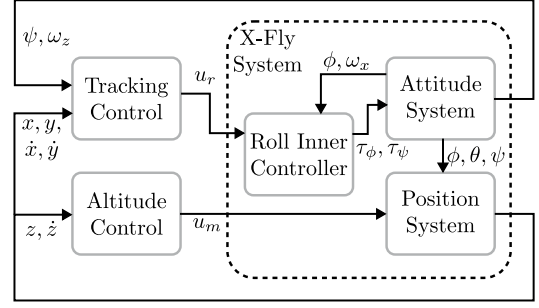 ψ, ω_z
X-Fly
System
Tracking
Control
u_r
ϕ, ω_x
Attitude
System
x, y,
ẋ, ẏ
Roll Inner
Controller
τ_ϕ, τ_ψ
ϕ, θ, ψ
Altitude
Control
z, ż
u_m
Position
System